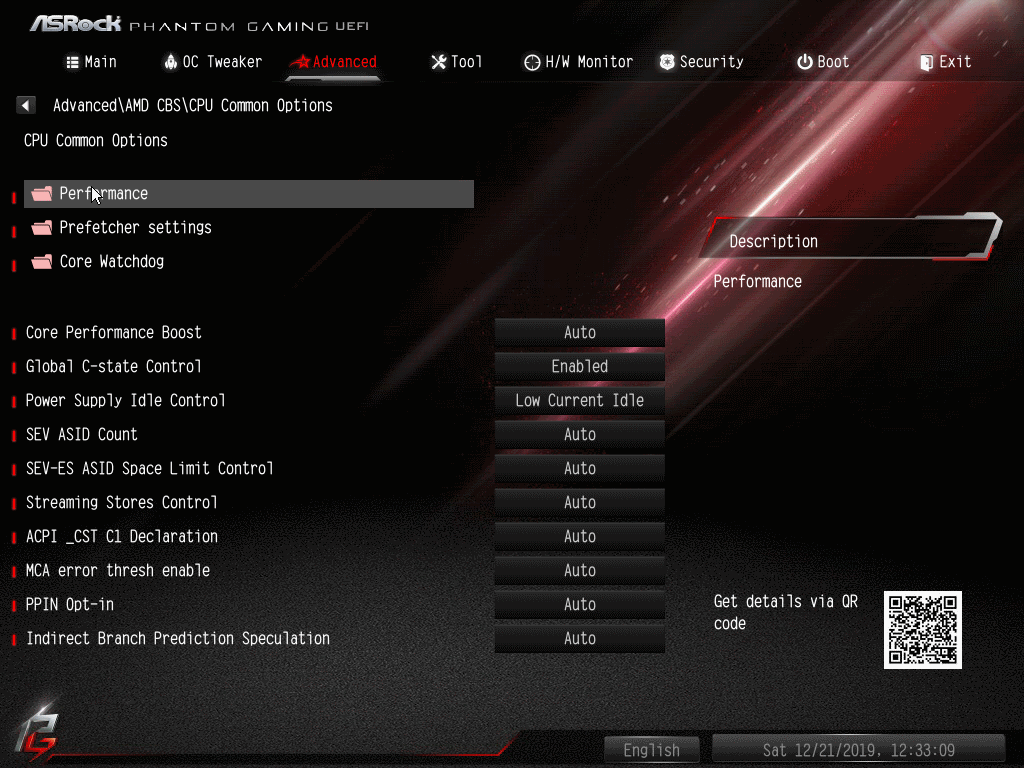 ASRock PHANTOM GAMING UEFI
Main OC Tweaker Advanced Tool H/W Monitor Security Boot Exit
Advanced\AMD CBS\CPU Common Options
CPU Common Options
Performance
Prefetcher settings
Core Watchdog
Description
Performance
Core Performance Boost Auto
Global C-state Control Enabled
Power Supply Idle Control Low Current Idle
SEV ASID Count Auto
SEV-ES ASID Space Limit Control Auto
Streaming Stores Control Auto
ACPI _CST C1 Declaration Auto
MCA error thresh enable Auto
PPIN Opt-in Auto
Indirect Branch Prediction Speculation Auto
Get details via QR
code
English Sat 12/21/2019, 12:33:09